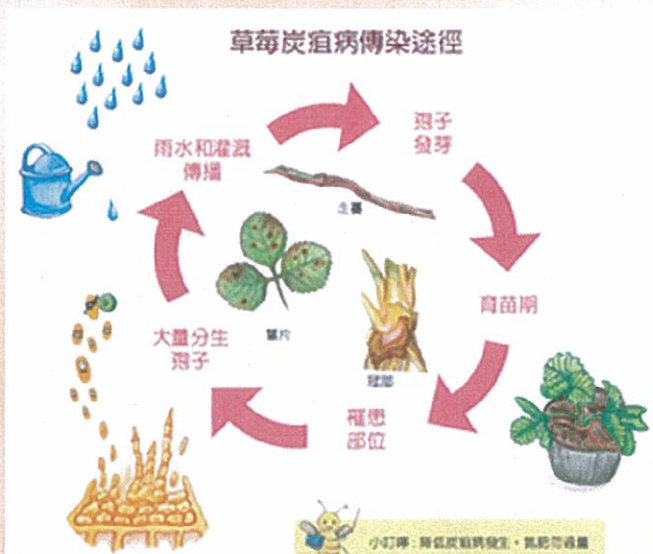 草莓炭疽病傳染途徑
雨水和灌溉
傳播
孢子
發芽
走蔓
育苗期
葉片
大量分生
孢子
冠部
罹患
部位
小叮嚀：降低炭疽病發生，氮肥勿過量